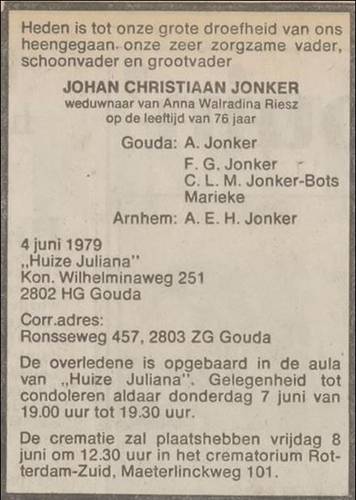 Heden is tot onze grote droefheid van ons
heengegaan onze zeer zorgzame vader,
schoonvader en grootvader
JOHAN CHRISTIAAN JONKER
weduwnaar van Anna Walradina Riesz
op de leeftijd van 76 jaar
Gouda: A. Jonker
F. G. Jonker
C. L. M. Jonker-Bots
Marieke
Arnhem: A. E. H. Jonker
4 juni 1979
„Huize Juliana”
Kon. Wilhelminaweg 251
2802 HG Gouda
Corr.adres:
Ronsseweg 457, 2803 ZG Gouda
De overledene is opgebaard in de aula
van „Huize Juliana”. Gelegenheid tot
condoleren aldaar donderdag 7 juni van
19.00 uur tot 19.30 uur.
De crematie zal plaatshebben vrijdag 8
juni om 12.30 uur in het crematorium Rot-
terdam-Zuid, Maeterlinckweg 101.